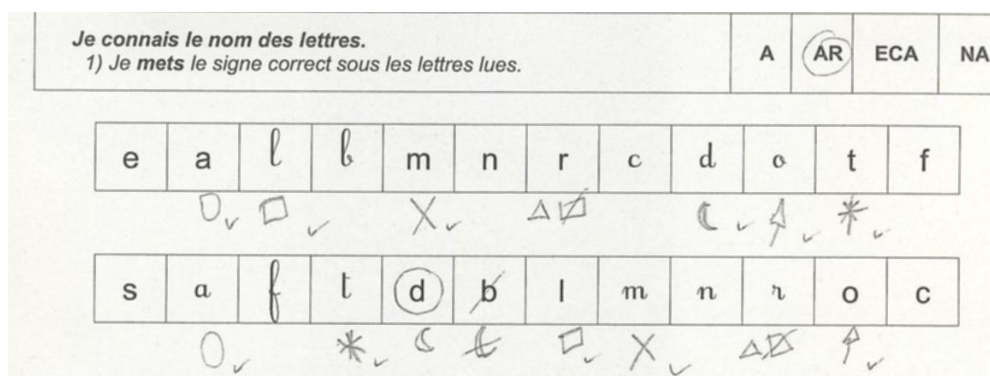 Je connais le nom des lettres.
1) Je mets le signe correct sous les lettres lues.
A AR ECA NA
e a l b m n r c d o t f
s a f t d b l m n r o c